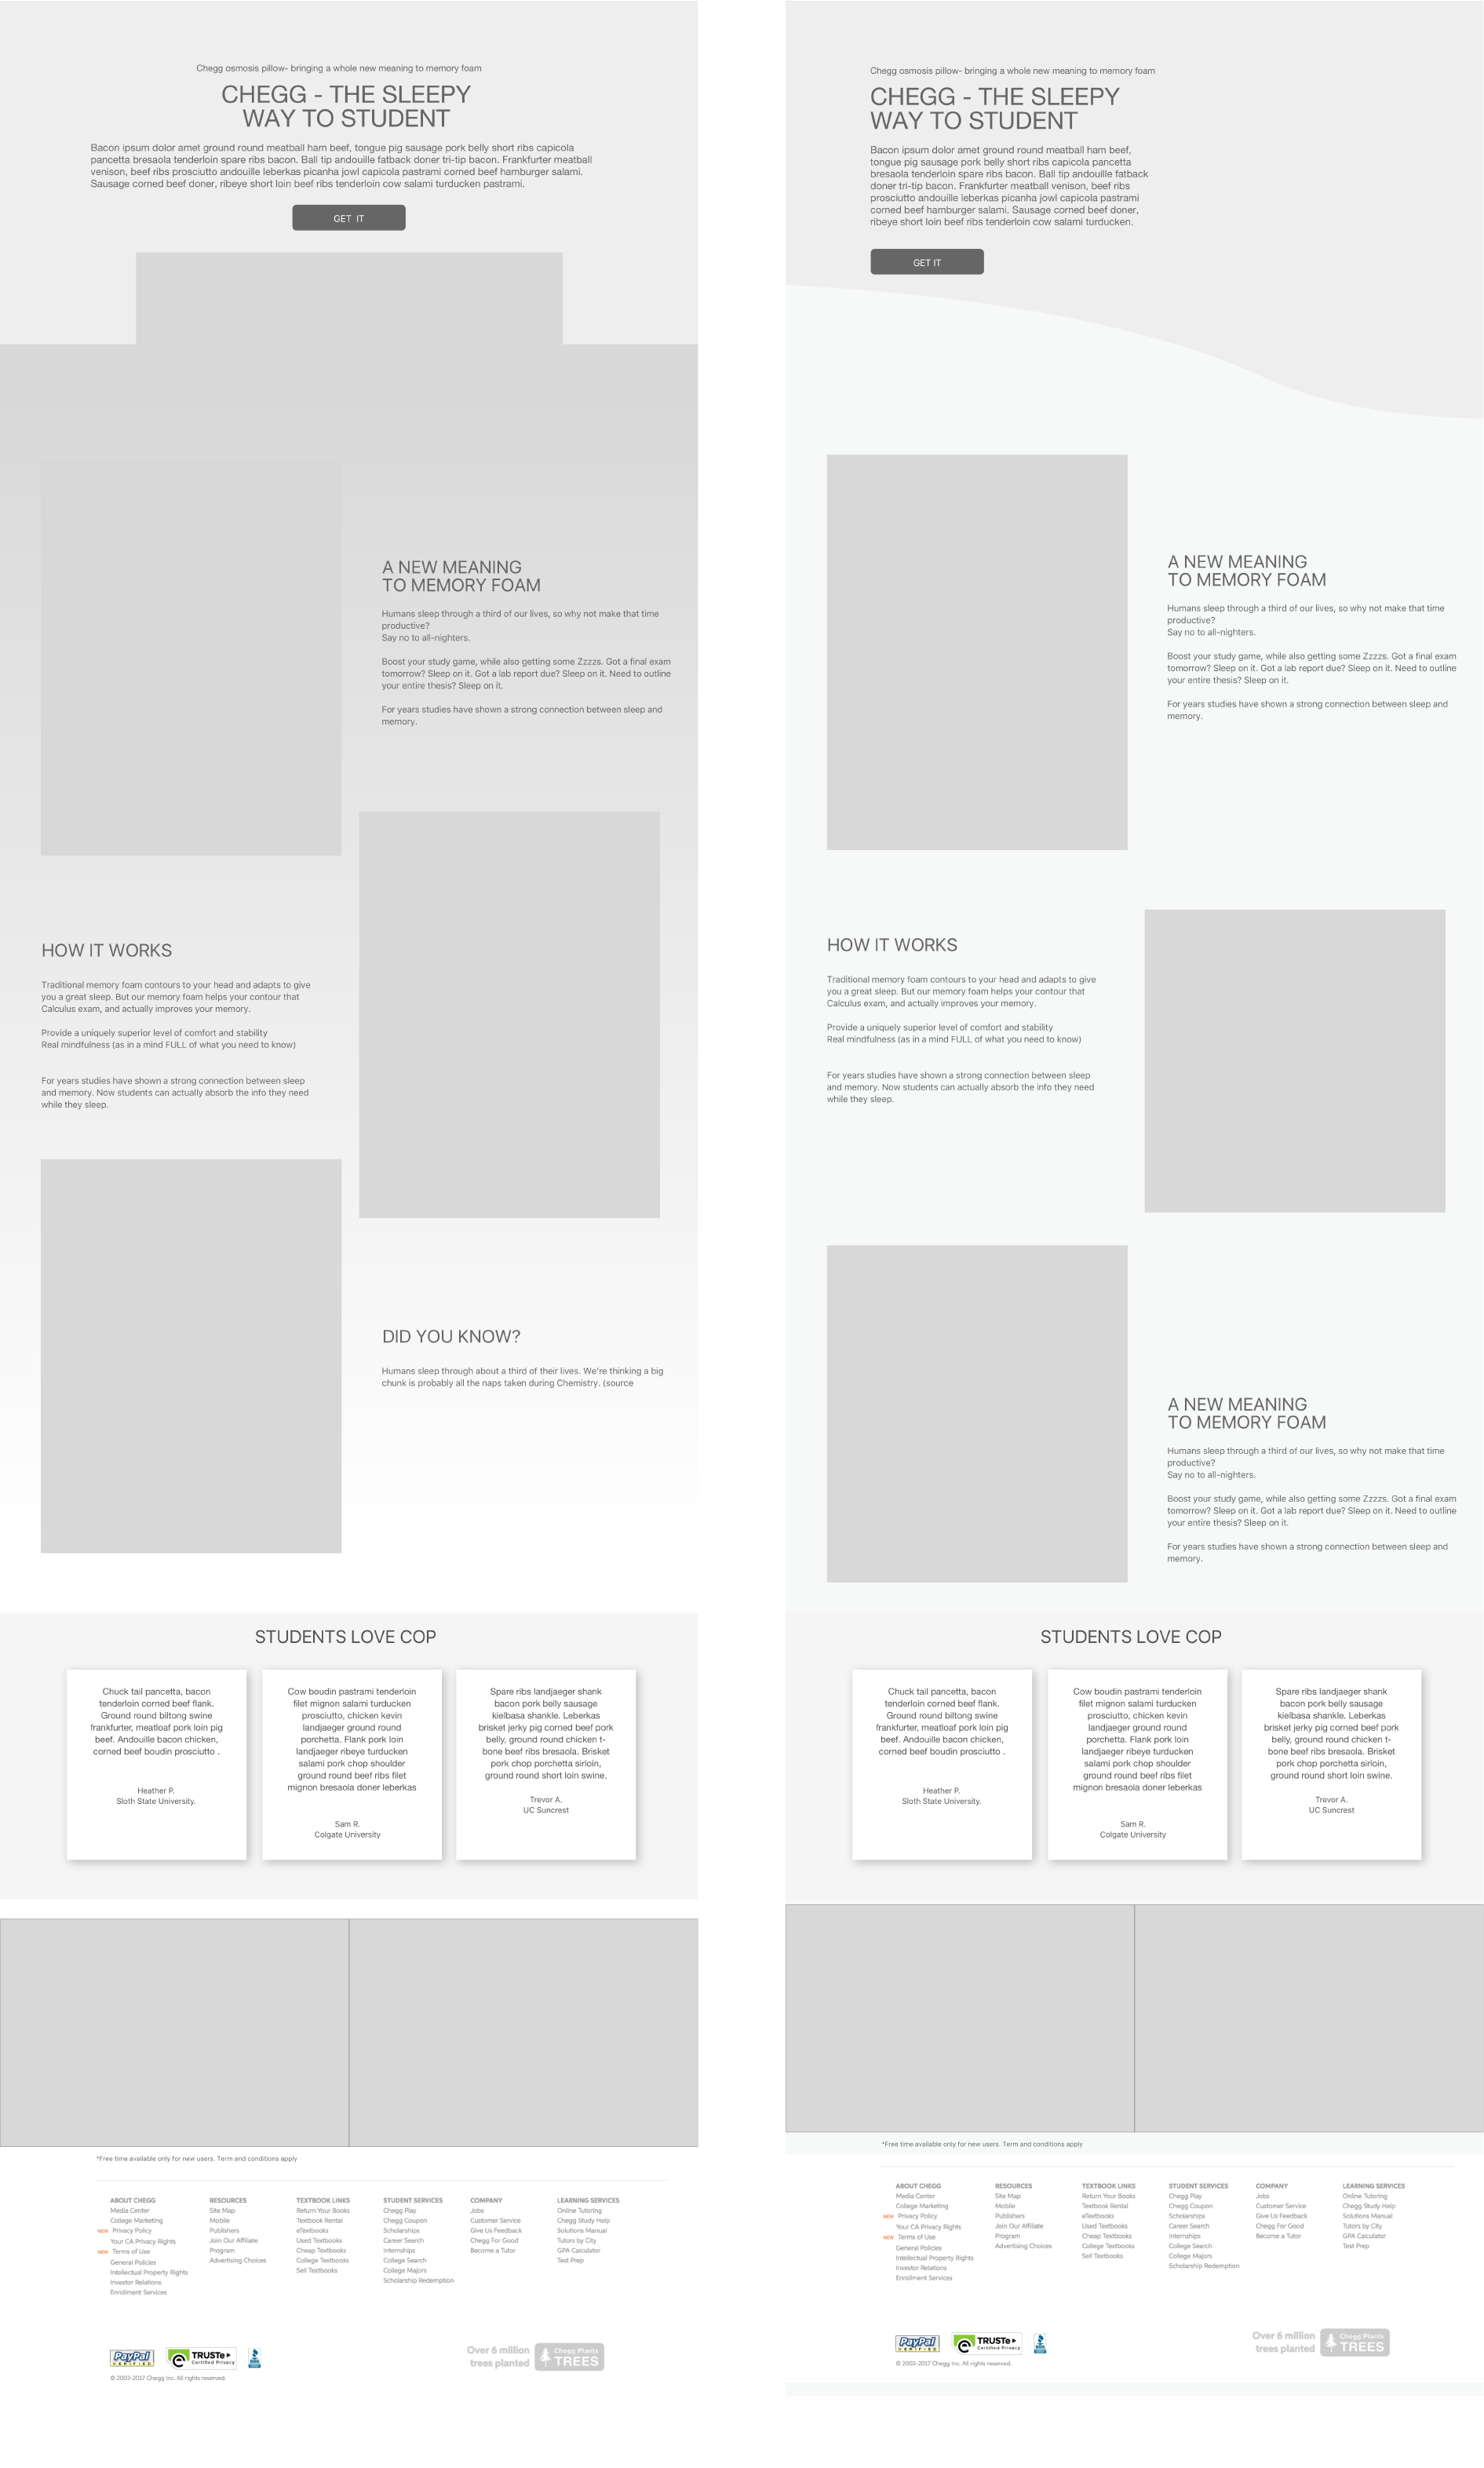 Chegg osmosis pillow- bringing a whole new meaning to memory foam
CHEGG - THE SLEEPY
WAY TO STUDENT
Bacon ipsum dolor amet ground round meatball ham beef, tongue pig sausage pork belly short ribs capicola
pancetta bresaola tenderloin spare ribs bacon. Ball tip andouille fatback doner tri-tip bacon. Frankfurter meatball
venison, beef ribs prosciutto andouille leberkas picanha jowl capicola pastrami corned beef hamburger salami.
Sausage corned beef doner, ribeye short loin beef ribs tenderloin cow salami turducken pastrami.
GET IT
A NEW MEANING
TO MEMORY FOAM
Humans sleep through a third of our lives, so why not make that time
productive?
Say no to all-nighters.
Boost your study game, while also getting some Zzzzs. Got a final exam
tomorrow? Sleep on it. Got a lab report due? Sleep on it. Need to outline
your entire thesis? Sleep on it.
For years studies have shown a strong connection between sleep and
memory.
HOW IT WORKS
Traditional memory foam contours to your head and adapts to give
you a great sleep. But our memory foam helps your contour that
Calculus exam, and actually improves your memory.
Provide a uniquely superior level of comfort and stability
Real mindfulness (as in a mind FULL of what you need to know)
For years studies have shown a strong connection between sleep
and memory. Now students can actually absorb the info they need
while they sleep.
DID YOU KNOW?
Humans sleep through about a third of their lives. We're thinking a big
chunk is probably all the naps taken during Chemistry. (source
STUDENTS LOVE COP
Chuck tail pancetta, bacon
tenderloin corned beef flank.
Ground round biltong swine
frankfurter, meatloaf pork loin pig
beef. Andouille bacon chicken,
corned beef boudin prosciutto .
Heather P.
Sloth State University.
Cow boudin pastrami tenderloin
filet mignon salami turducken
prosciutto, chicken kevin
landjaeger ground round
porchetta. Flank pork loin
landjaeger ribeye turducken
salami pork chop shoulder
ground round beef ribs filet
mignon bresaola doner leberkas
Sam R.
Colgate University
Spare ribs landjaeger shank
bacon pork belly sausage
kielbasa shankle. Leberkas
brisket jerky pig corned beef pork
belly, ground round chicken t-
bone beef ribs bresaola. Brisket
pork chop porchetta sirloin,
ground round short loin swine.
Trevor A.
UC Suncrest
*Free time available only for new users. Term and conditions apply
ABOUT CHEGG
Media Center
College Marketing
NEW Privacy Policy
Your CA Privacy Rights
NEW Terms of Use
General Policies
Intellectual Property Rights
Investor Relations
Enrollment Services
RESOURCES
Site Map
Mobile
Publishers
Join Our Affiliate
Program
Advertising Choices
TEXTBOOK LINKS
Return Your Books
Textbook Rental
eTextbooks
Used Textbooks
Cheap Textbooks
College Textbooks
Sell Textbooks
STUDENT SERVICES
Chegg Play
Chegg Coupon
Scholarships
Career Search
Internships
College Search
College Majors
Scholarship Redemption
COMPANY
Jobs
Customer Service
Give Us Feedback
Chegg For Good
Become a Tutor
LEARNING SERVICES
Online Tutoring
Chegg Study Help
Solutions Manual
Tutors by City
GPA Calculator
Test Prep
PayPal
VERIFIED
TRUSTe
Certified Privacy
Over 6 million
trees planted
Chegg Plants
TREES
© 2003-2017 Chegg Inc. All rights reserved.
Chegg osmosis pillow- bringing a whole new meaning to memory foam
CHEGG - THE SLEEPY
WAY TO STUDENT
Bacon ipsum dolor amet ground round meatball ham beef,
tongue pig sausage pork belly short ribs capicola pancetta
bresaola tenderloin spare ribs bacon. Ball tip andouille fatback
doner tri-tip bacon. Frankfurter meatball venison, beef ribs
prosciutto andouille leberkas picanha jowl capicola pastrami
corned beef hamburger salami. Sausage corned beef doner,
ribeye short loin beef ribs tenderloin cow salami turducken.
GET IT
A NEW MEANING
TO MEMORY FOAM
Humans sleep through a third of our lives, so why not make that time
productive?
Say no to all-nighters.
Boost your study game, while also getting some Zzzzs. Got a final exam
tomorrow? Sleep on it. Got a lab report due? Sleep on it. Need to outline
your entire thesis? Sleep on it.
For years studies have shown a strong connection between sleep and
memory.
HOW IT WORKS
Traditional memory foam contours to your head and adapts to give
you a great sleep. But our memory foam helps your contour that
Calculus exam, and actually improves your memory.
Provide a uniquely superior level of comfort and stability
Real mindfulness (as in a mind FULL of what you need to know)
For years studies have shown a strong connection between sleep
and memory. Now students can actually absorb the info they need
while they sleep.
A NEW MEANING
TO MEMORY FOAM
Humans sleep through a third of our lives, so why not make that time
productive?
Say no to all-nighters.
Boost your study game, while also getting some Zzzzs. Got a final exam
tomorrow? Sleep on it. Got a lab report due? Sleep on it. Need to outline
your entire thesis? Sleep on it.
For years studies have shown a strong connection between sleep and
memory.
STUDENTS LOVE COP
Chuck tail pancetta, bacon
tenderloin corned beef flank.
Ground round biltong swine
frankfurter, meatloaf pork loin pig
beef. Andouille bacon chicken,
corned beef boudin prosciutto .
Heather P.
Sloth State University.
Cow boudin pastrami tenderloin
filet mignon salami turducken
prosciutto, chicken kevin
landjaeger ground round
porchetta. Flank pork loin
landjaeger ribeye turducken
salami pork chop shoulder
ground round beef ribs filet
mignon bresaola doner leberkas
Sam R.
Colgate University
Spare ribs landjaeger shank
bacon pork belly sausage
kielbasa shankle. Leberkas
brisket jerky pig corned beef pork
belly, ground round chicken t-
bone beef ribs bresaola. Brisket
pork chop porchetta sirloin,
ground round short loin swine.
Trevor A.
UC Suncrest
*Free time available only for new users. Term and conditions apply
ABOUT CHEGG
Media Center
College Marketing
NEW Privacy Policy
Your CA Privacy Rights
NEW Terms of Use
General Policies
Intellectual Property Rights
Investor Relations
Enrollment Services
RESOURCES
Site Map
Mobile
Publishers
Join Our Affiliate
Program
Advertising Choices
TEXTBOOK LINKS
Return Your Books
Textbook Rental
eTextbooks
Used Textbooks
Cheap Textbooks
College Textbooks
Sell Textbooks
STUDENT SERVICES
Chegg Play
Chegg Coupon
Scholarships
Career Search
Internships
College Search
College Majors
Scholarship Redemption
COMPANY
Jobs
Customer Service
Give Us Feedback
Chegg For Good
Become a Tutor
LEARNING SERVICES
Online Tutoring
Chegg Study Help
Solutions Manual
Tutors by City
GPA Calculator
Test Prep
PayPal
VERIFIED
TRUSTe
Certified Privacy
Over 6 million
trees planted
Chegg Plants
TREES
© 2003-2017 Chegg Inc. All rights reserved.